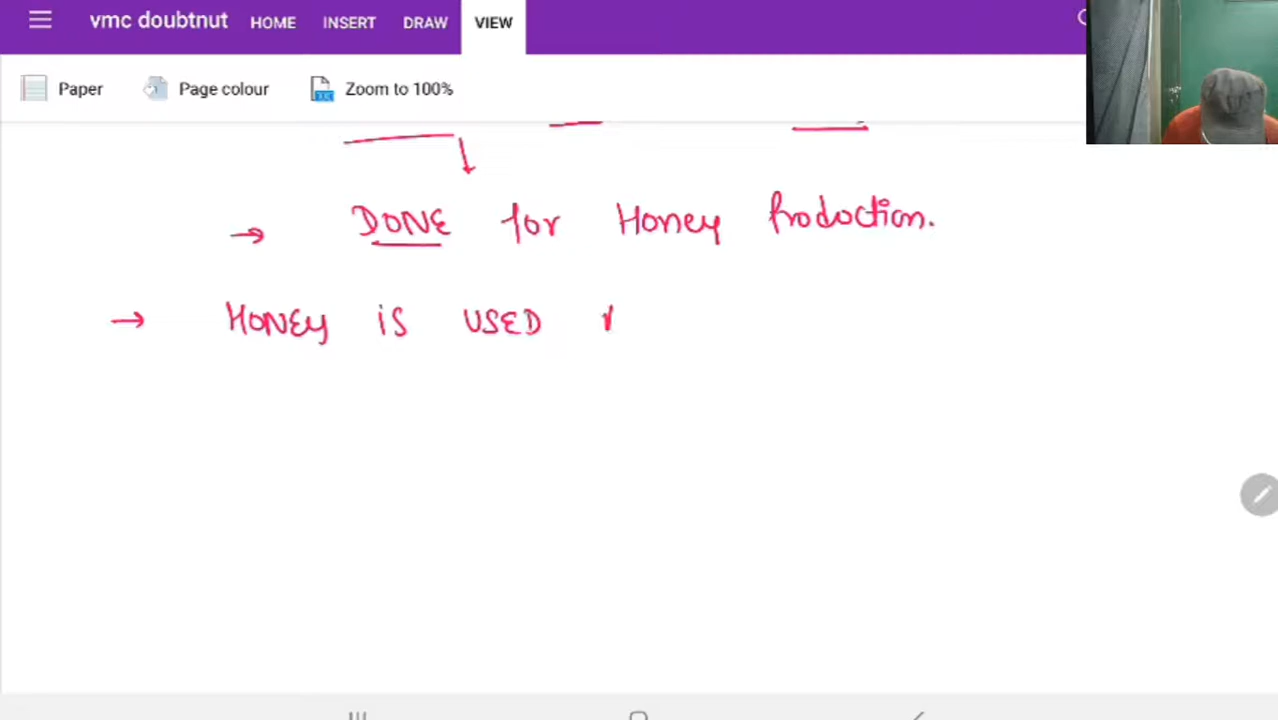 vmc doubtnut HOME INSERT DRAW VIEW
Paper Page colour Zoom to 100%
→ DONE for Honey Production.
→ HONEY is USED